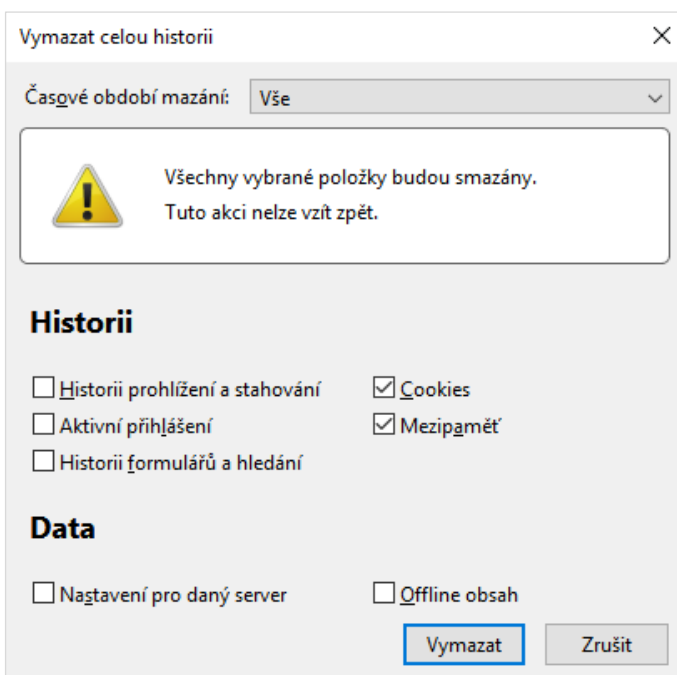 Vymazat celou historii
Časové období mazání: Vše
Všechny vybrané položky budou smazány.
Tuto akci nelze vzít zpět.
Historii
Historii prohlížení a stahování Cookies
Aktivní přihlášení Mezipaměť
Historii formulářů a hledání
Data
Nastavení pro daný server Offline obsah
Vymazat Zrušit